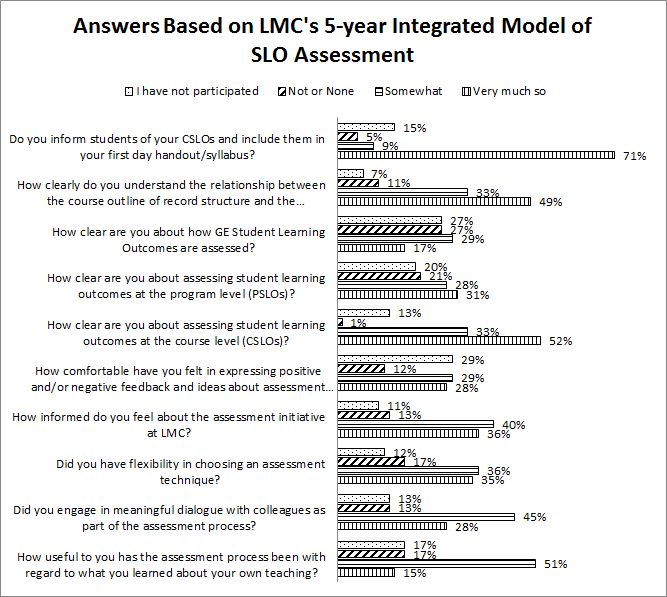 Answers Based on LMC's 5-year Integrated Model of
SLO Assessment
I have not participated Not or None Somewhat Very much so
Do you inform students of your CSLOs and include them in
your first day handout/syllabus?
15%
5%
9%
71%
How clearly do you understand the relationship between
the course outline of record structure and the...
7%
11%
33%
49%
How clear are you about how GE Student Learning
Outcomes are assessed?
27%
27%
29%
17%
How clear are you about assessing student learning
outcomes at the program level (PSLOs)?
20%
21%
28%
31%
How clear are you about assessing student learning
outcomes at the course level (CSLOs)?
13%
1%
33%
52%
How comfortable have you felt in expressing positive
and/or negative feedback and ideas about assessment...
29%
12%
29%
28%
How informed do you feel about the assessment initiative
at LMC?
11%
13%
40%
36%
Did you have flexibility in choosing an assessment
technique?
12%
17%
36%
35%
Did you engage in meaningful dialogue with colleagues as
part of the assessment process?
13%
13%
45%
28%
How useful to you has the assessment process been with
regard to what you learned about your own teaching?
17%
17%
51%
15%